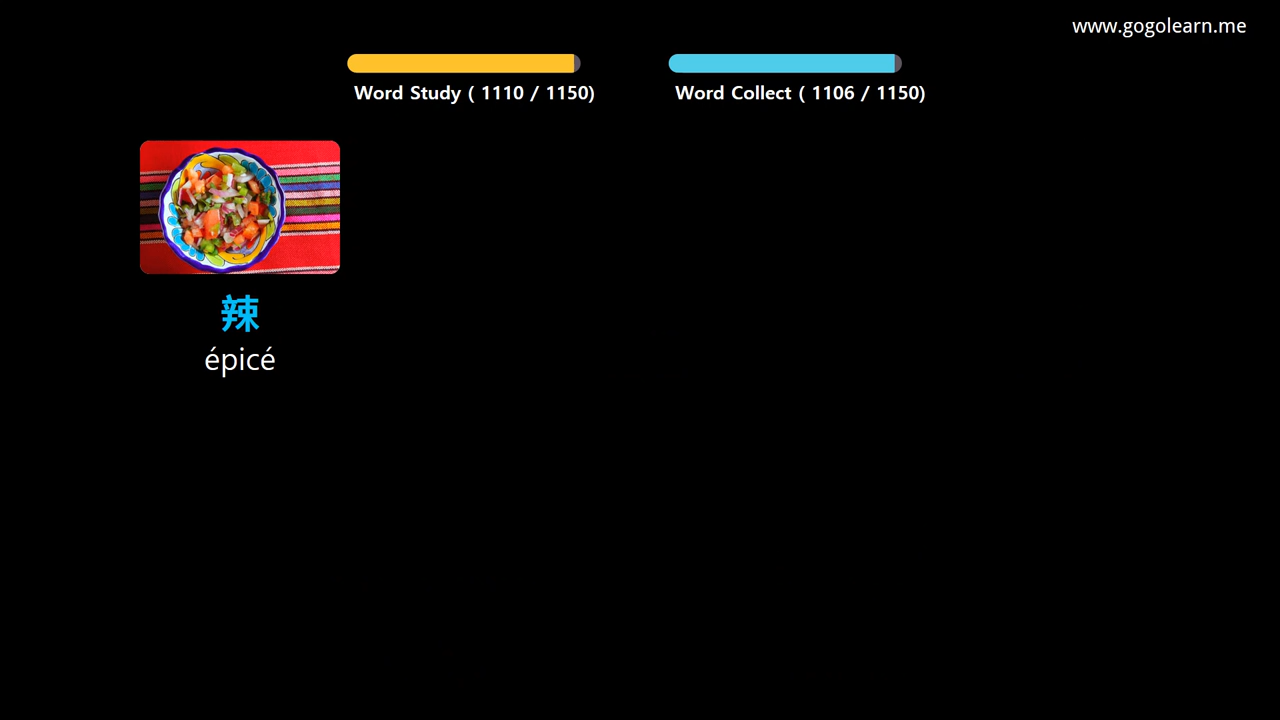 www.gogolearn.me
Word Study ( 1110 / 1150)
Word Collect ( 1106 / 1150)
辣
épicé